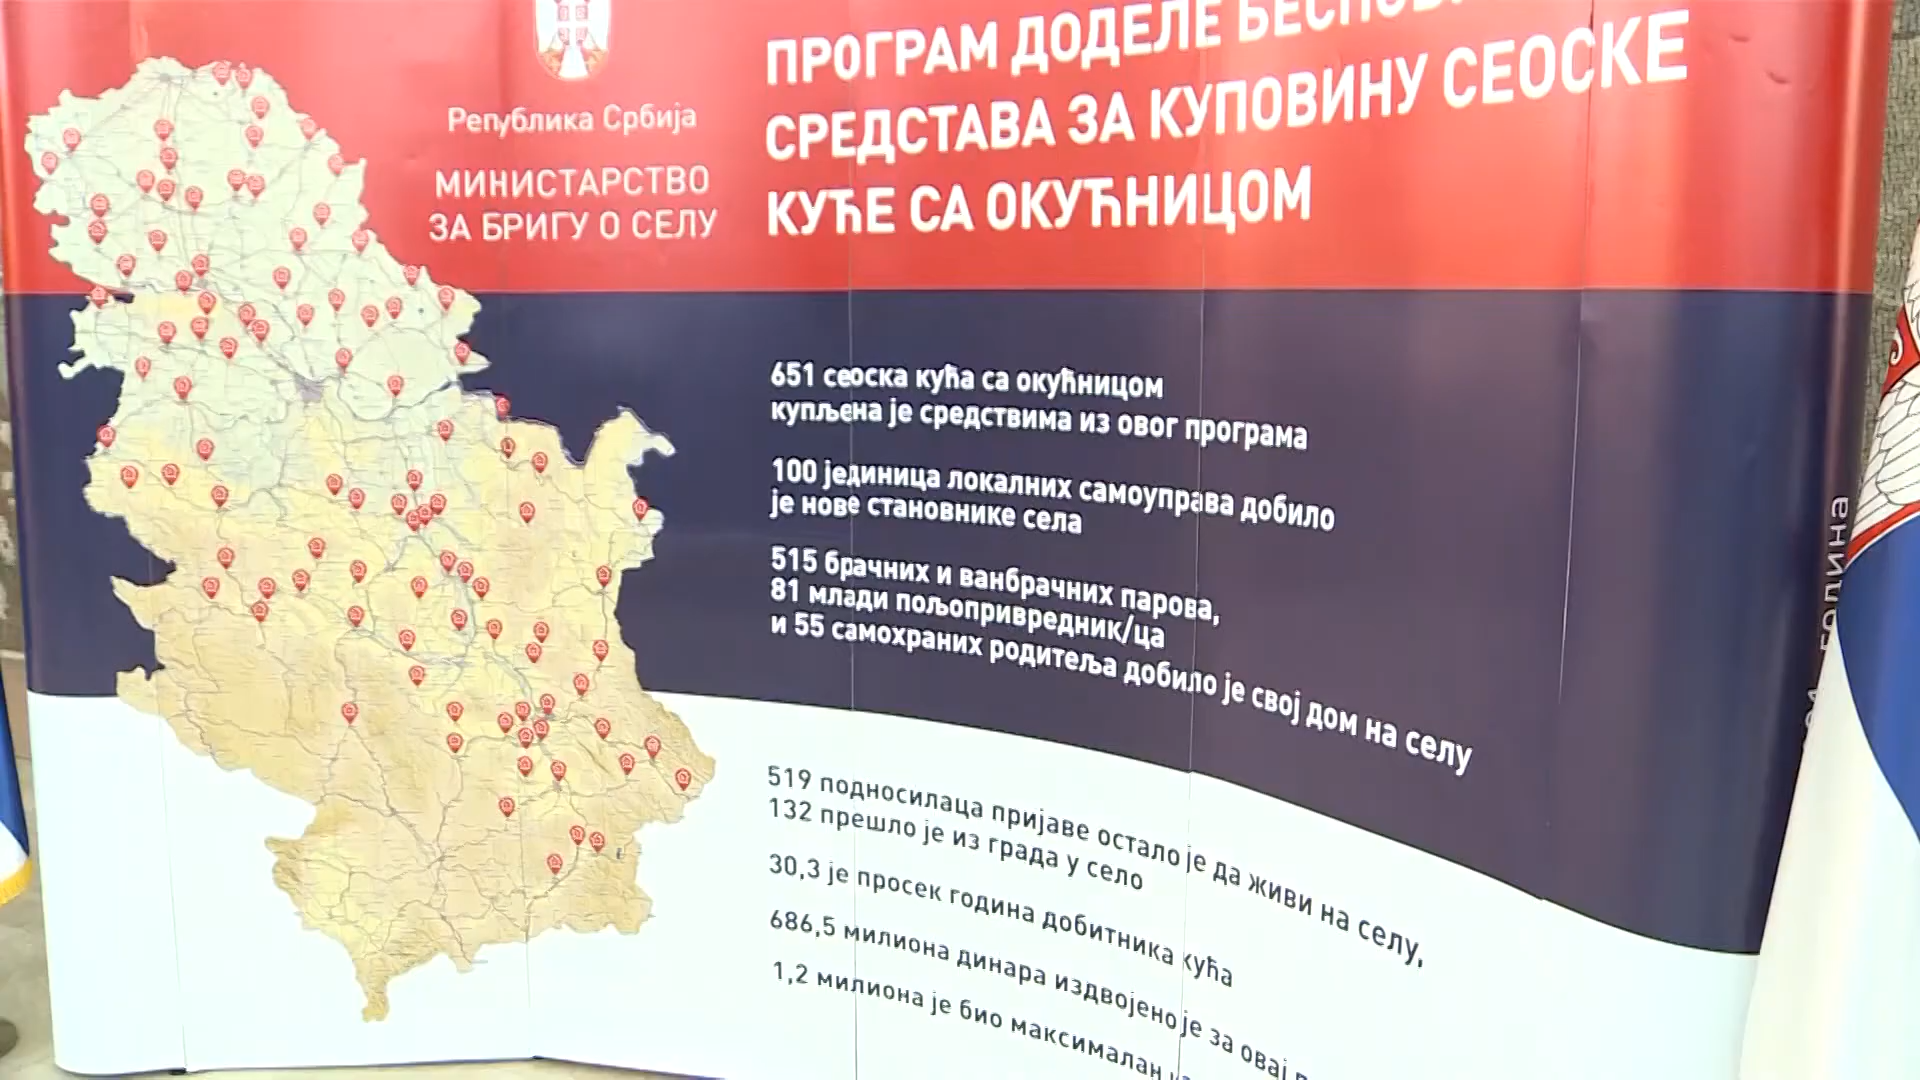 Република Србија
МИНИСТАРСТВО
ЗА БРИГУ О СЕЛУ
ПРОГРАМ ДОДЕЛЕ
СРЕДСТАВА ЗА КУПОВИНУ СЕОСКЕ
КУЋЕ СА ОКУЋНИЦОМ
651 сеоска кућа са окућницом
купљена је средствима из овог програма
100 јединица локалних самоуправа добило
је нове становнике села
515 брачних и ванбрачних парова,
81 млади пољопривредник/ца
и 55 самохраних родитеља добило је свој дом на селу
519 подносилаца пријаве остало је да живи на селу,
132 прешло је из града у село
30,3 је просек година добитника кућа
686,5 милиона динара издвојено је за овај
1,2 милиона је био максималан
ГОДИНА